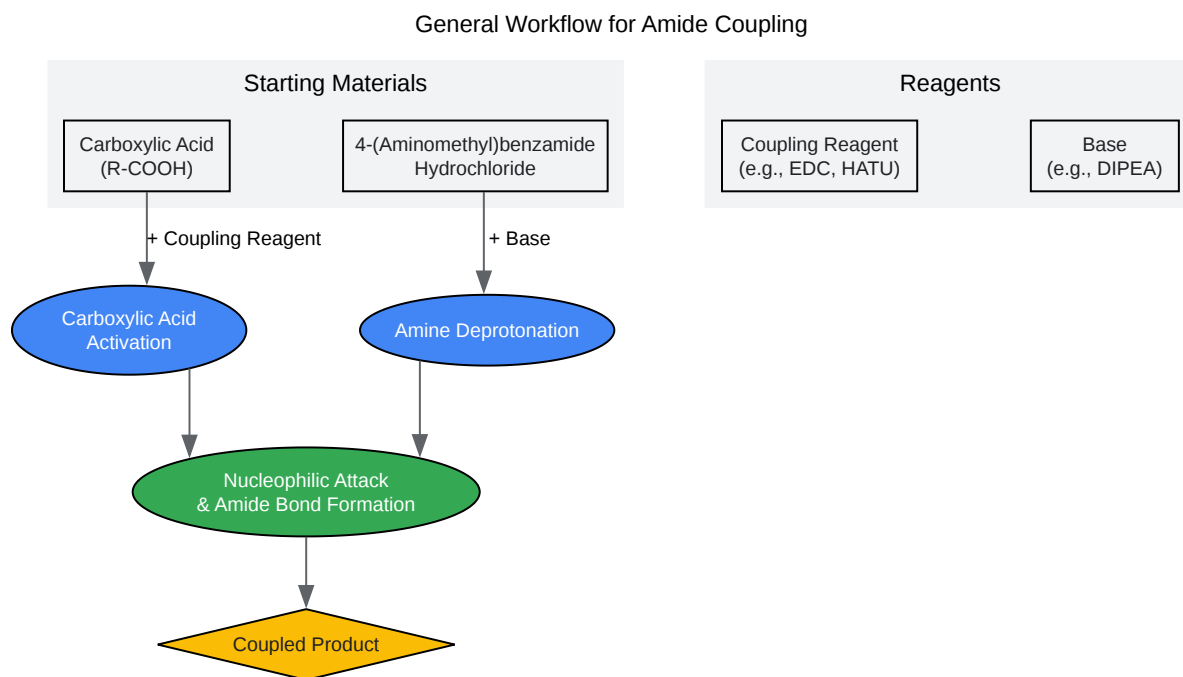 General Workflow for Amide Coupling
Starting Materials
Reagents
Carboxylic Acid
(R-COOH)
4-(Aminomethyl)benzamide
Hydrochloride
Coupling Reagent
(e.g., EDC, HATU)
Base
(e.g., DIPEA)
+ Coupling Reagent
+ Base
Carboxylic Acid
Activation
Amine Deprotonation
Nucleophilic Attack
& Amide Bond Formation
Coupled Product